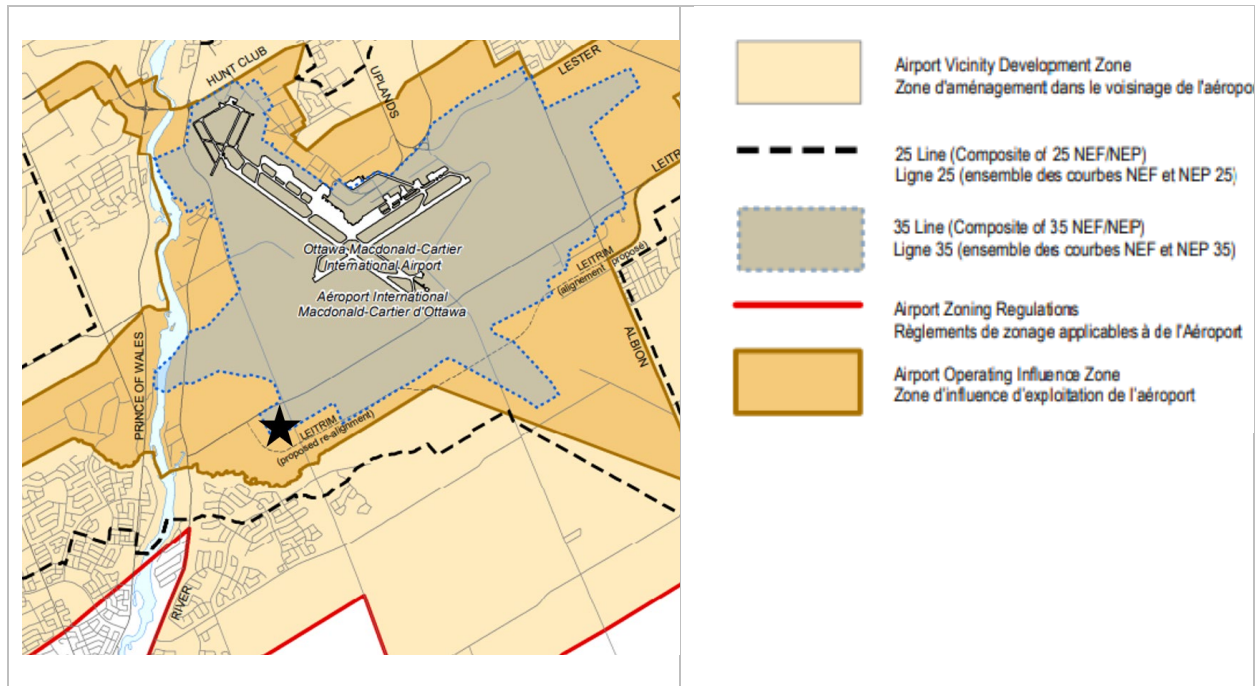 HUNT CLUB
UPLANDS
LESTER
Ottawa Macdonald-Cartier
International Airport
Aéroport International
Macdonald-Cartier d'Ottawa
LEITRIM
(alignement proposé)
ALBION
PRINCE OF WALES
LEITRIM
(proposed re-alignment)
RIVER
Airport Vicinity Development Zone
Zone d'aménagement dans le voisinage de l'aéropo
25 Line (Composite of 25 NEF/NEP)
Ligne 25 (ensemble des courbes NEF et NEP 25)
35 Line (Composite of 35 NEF/NEP)
Ligne 35 (ensemble des courbes NEF et NEP 35)
Airport Zoning Regulations
Règlements de zonage applicables à de l'Aéroport
Airport Operating Influence Zone
Zone d'influence d'exploitation de l'aéroport